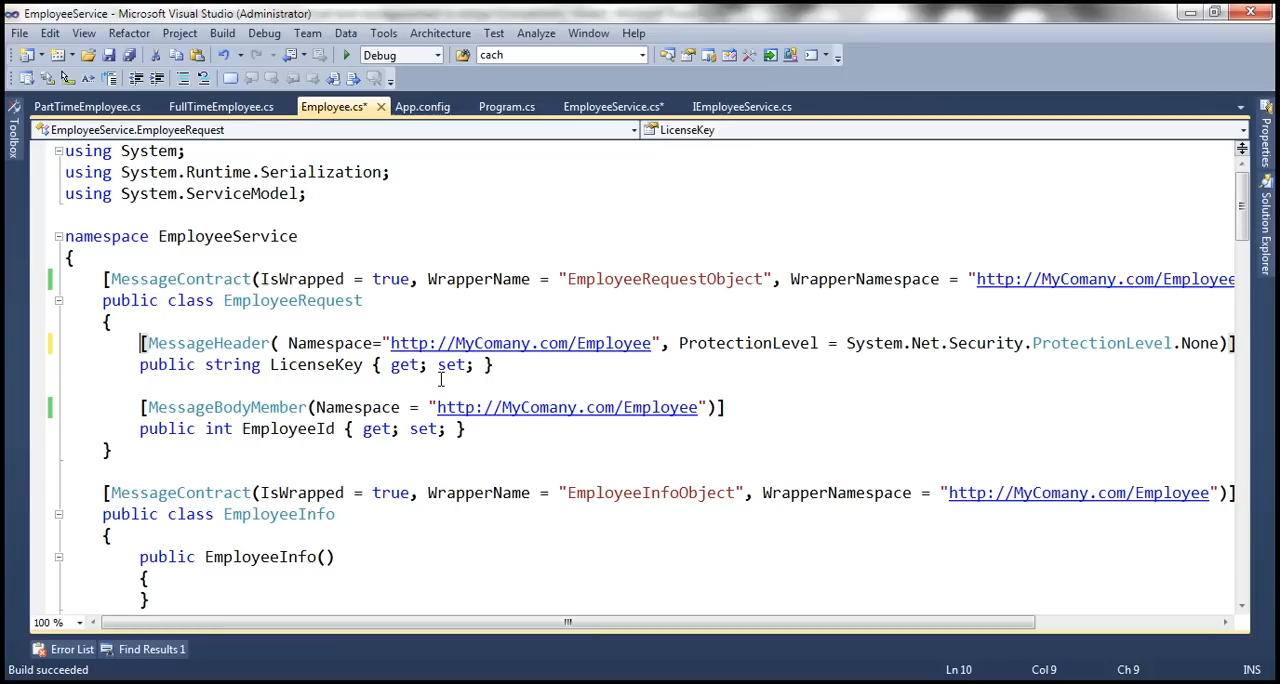 EmployeeService - Microsoft Visual Studio (Administrator)
File Edit View Refactor Project Build Debug Team Data Tools Architecture Test Analyze Window Help
Debug cach
PartTimeEmployee.cs FullTimeEmployee.cs Employee.cs* App.config Program.cs EmployeeService.cs* IEmployeeService.cs
EmployeeService.EmployeeRequest LicenseKey
Toolbox
Properties
Solution Explorer
using System;
using System.Runtime.Serialization;
using System.ServiceModel;
namespace EmployeeService
{
[MessageContract(IsWrapped = true, WrapperName = "EmployeeRequestObject", WrapperNamespace = "http://MyComany.com/Employee
public class EmployeeRequest
{
[MessageHeader( Namespace="http://MyComany.com/Employee", ProtectionLevel = System.Net.Security.ProtectionLevel.None)]
public string LicenseKey { get; set; }
[MessageBodyMember(Namespace = "http://MyComany.com/Employee")]
public int EmployeeId { get; set; }
}
[MessageContract(IsWrapped = true, WrapperName = "EmployeeInfoObject", WrapperNamespace = "http://MyComany.com/Employee")]
public class EmployeeInfo
{
public EmployeeInfo()
{
}
100 %
Error List Find Results 1
Build succeeded Ln 10 Col 9 Ch 9 INS